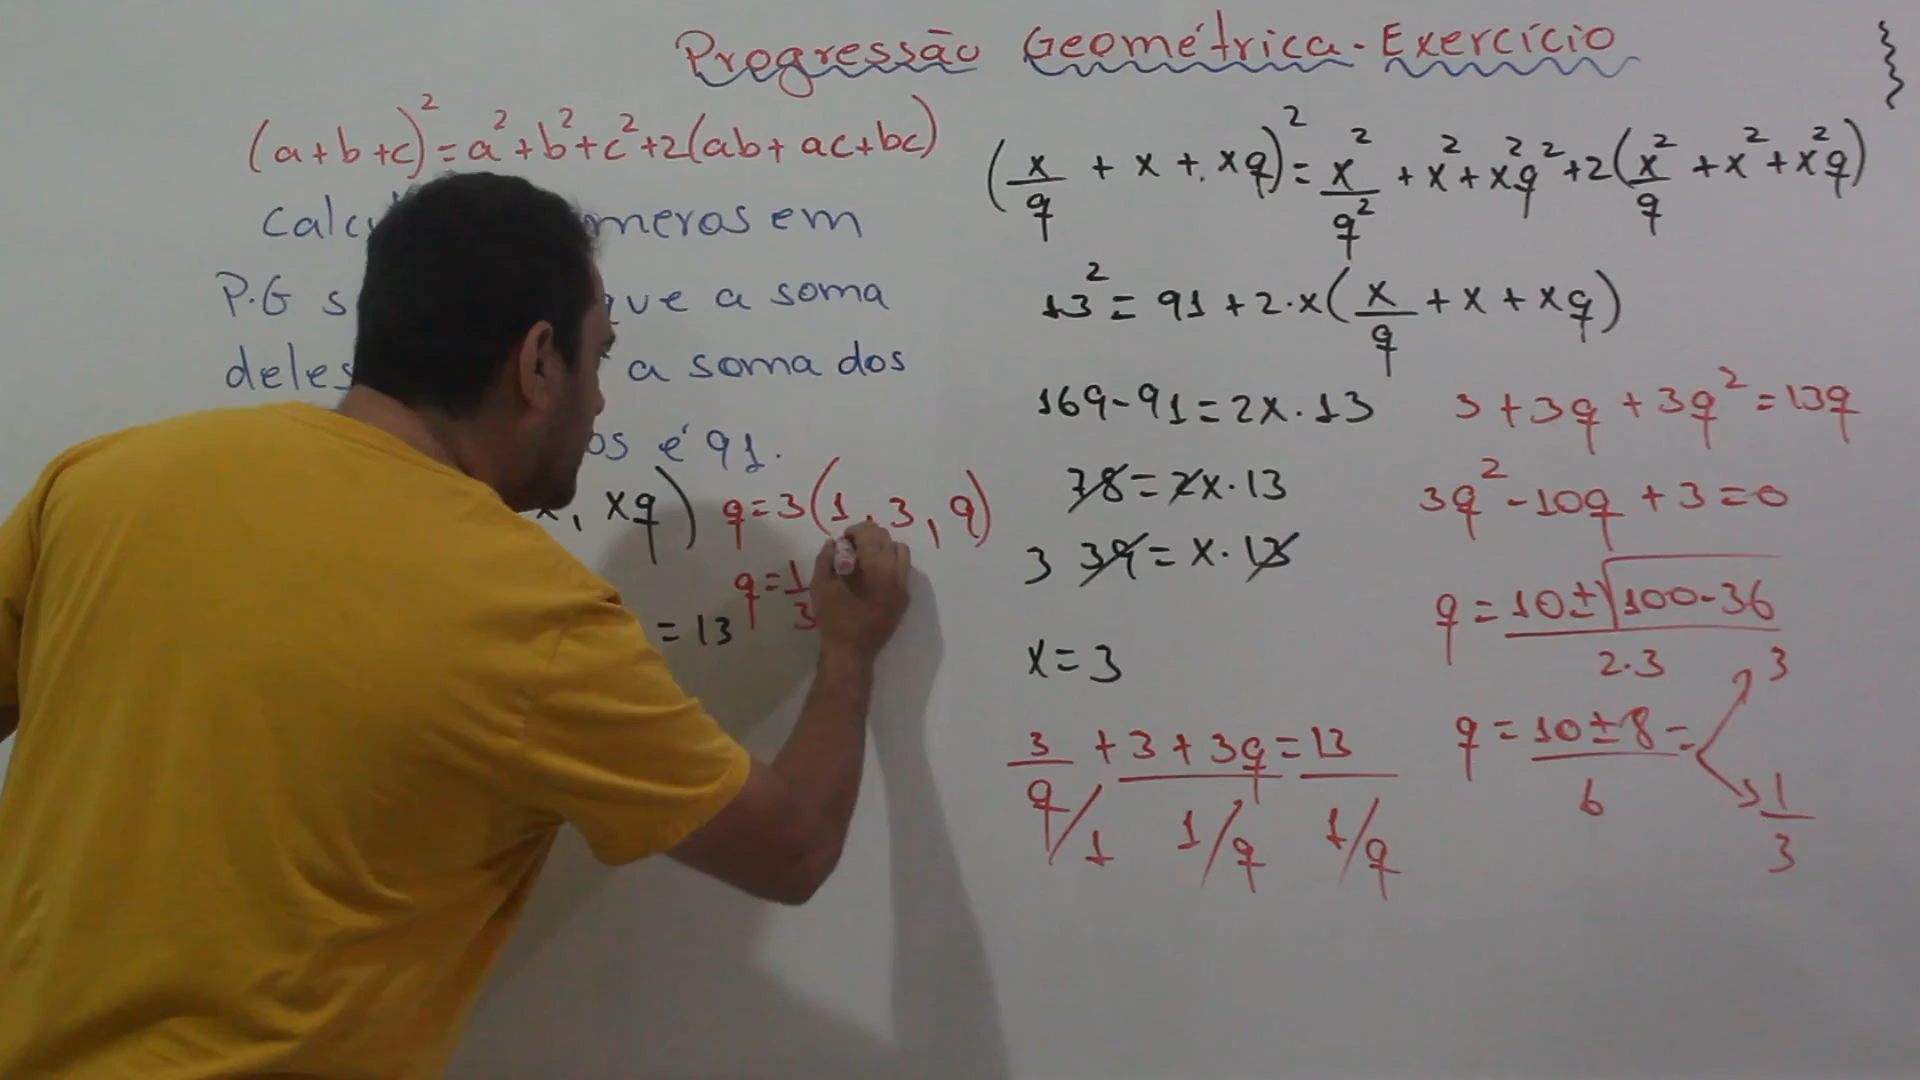 Progressão Geométrica - Exercício
(a+b+c)² = a²+b²+c²+2(ab+ac+bc)
meros em
P.G s ue a soma
deles a soma dos
os é 91.
, xq) q=3 (1, 3, 9)
q=1/3
=13
(x/q + x + xq)² = x²/q² + x² + x²q² + 2(x²/q + x² + x²q)
13² = 91 + 2·x(x/q + x + xq)
169-91=2x·13
78=2x·13
3 39=x·13
x=3
3/q + 3 + 3q = 13
q/1 1/q 1/q
3+3q+3q²=13q
3q²-10q+3=0
q = 10±√100-36
2·3
q = 10±8 =
6
3
1/3